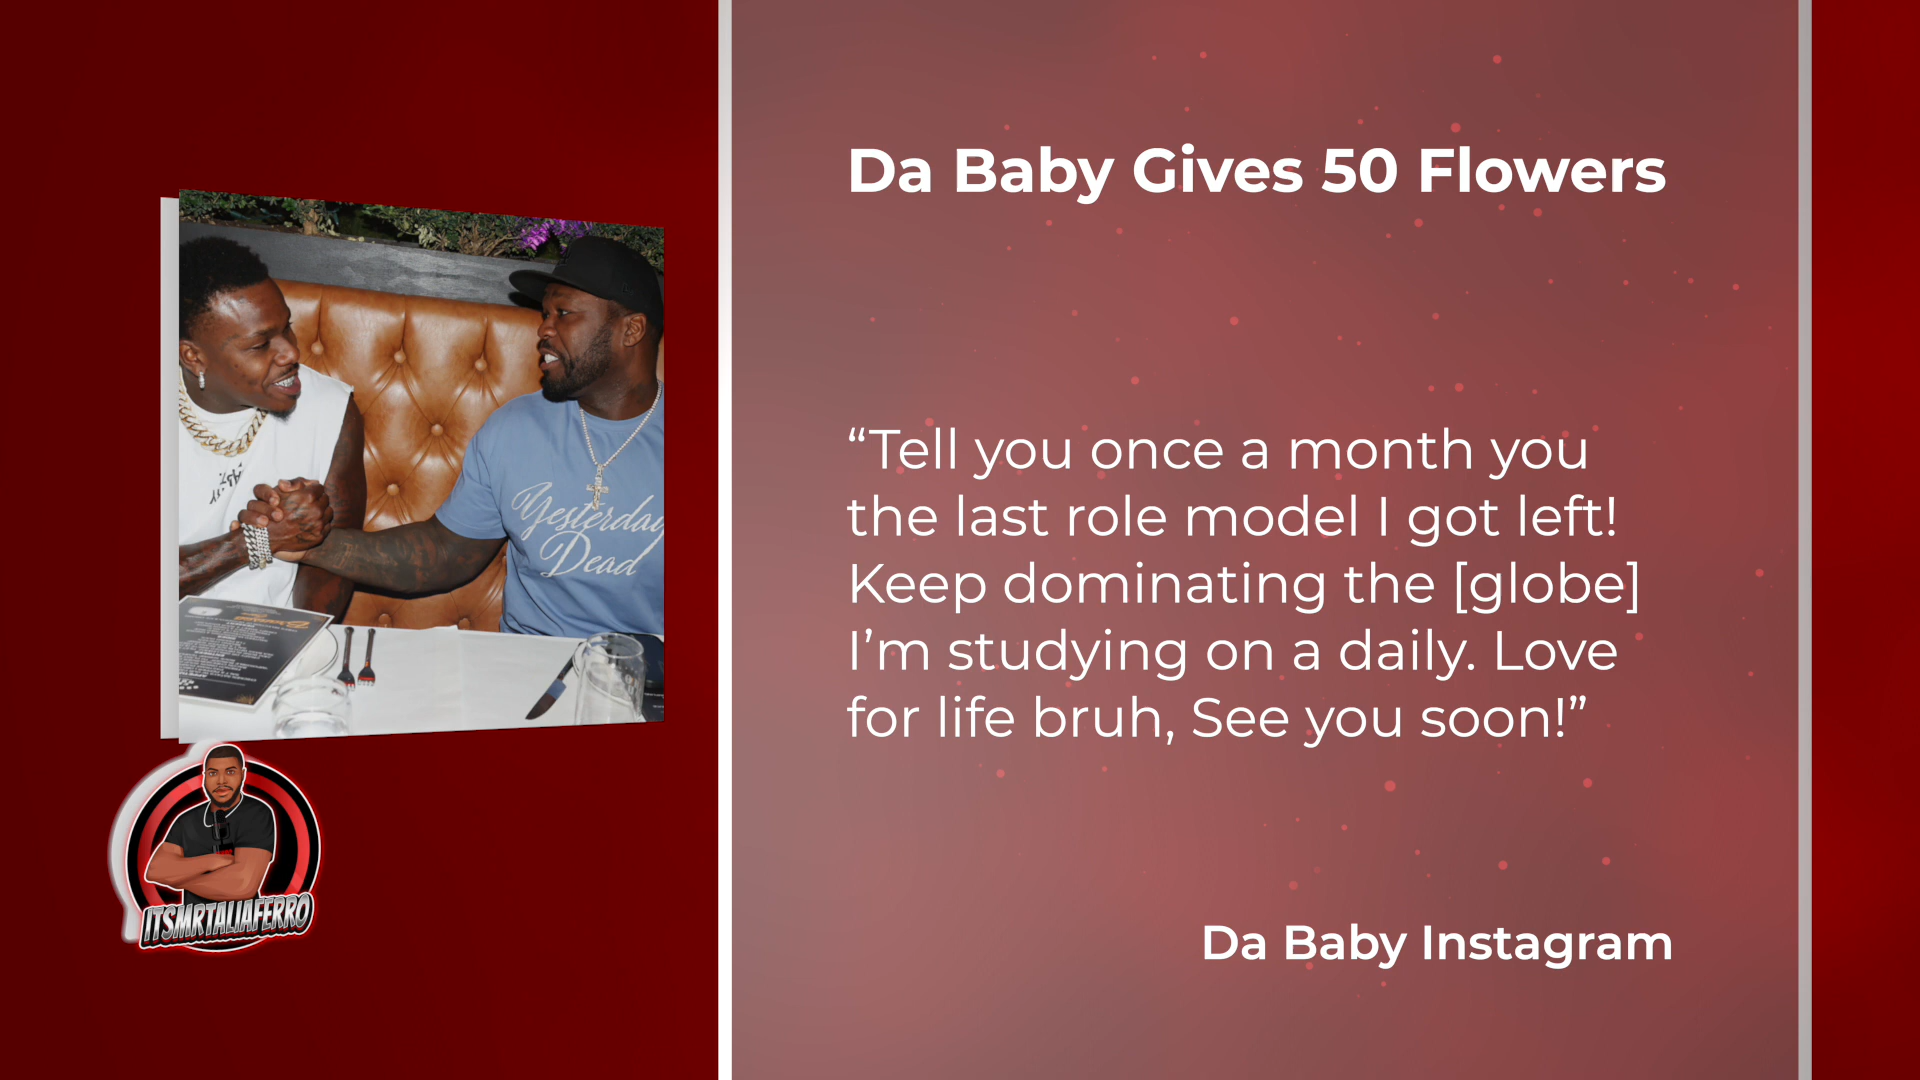 Da Baby Gives 50 Flowers
“Tell you once a month you
the last role model I got left!
Keep dominating the [globe]
I’m studying on a daily. Love
for life bruh, See you soon!”
Da Baby Instagram
Yesterday
Dead
ITSMRTALIAFERRO